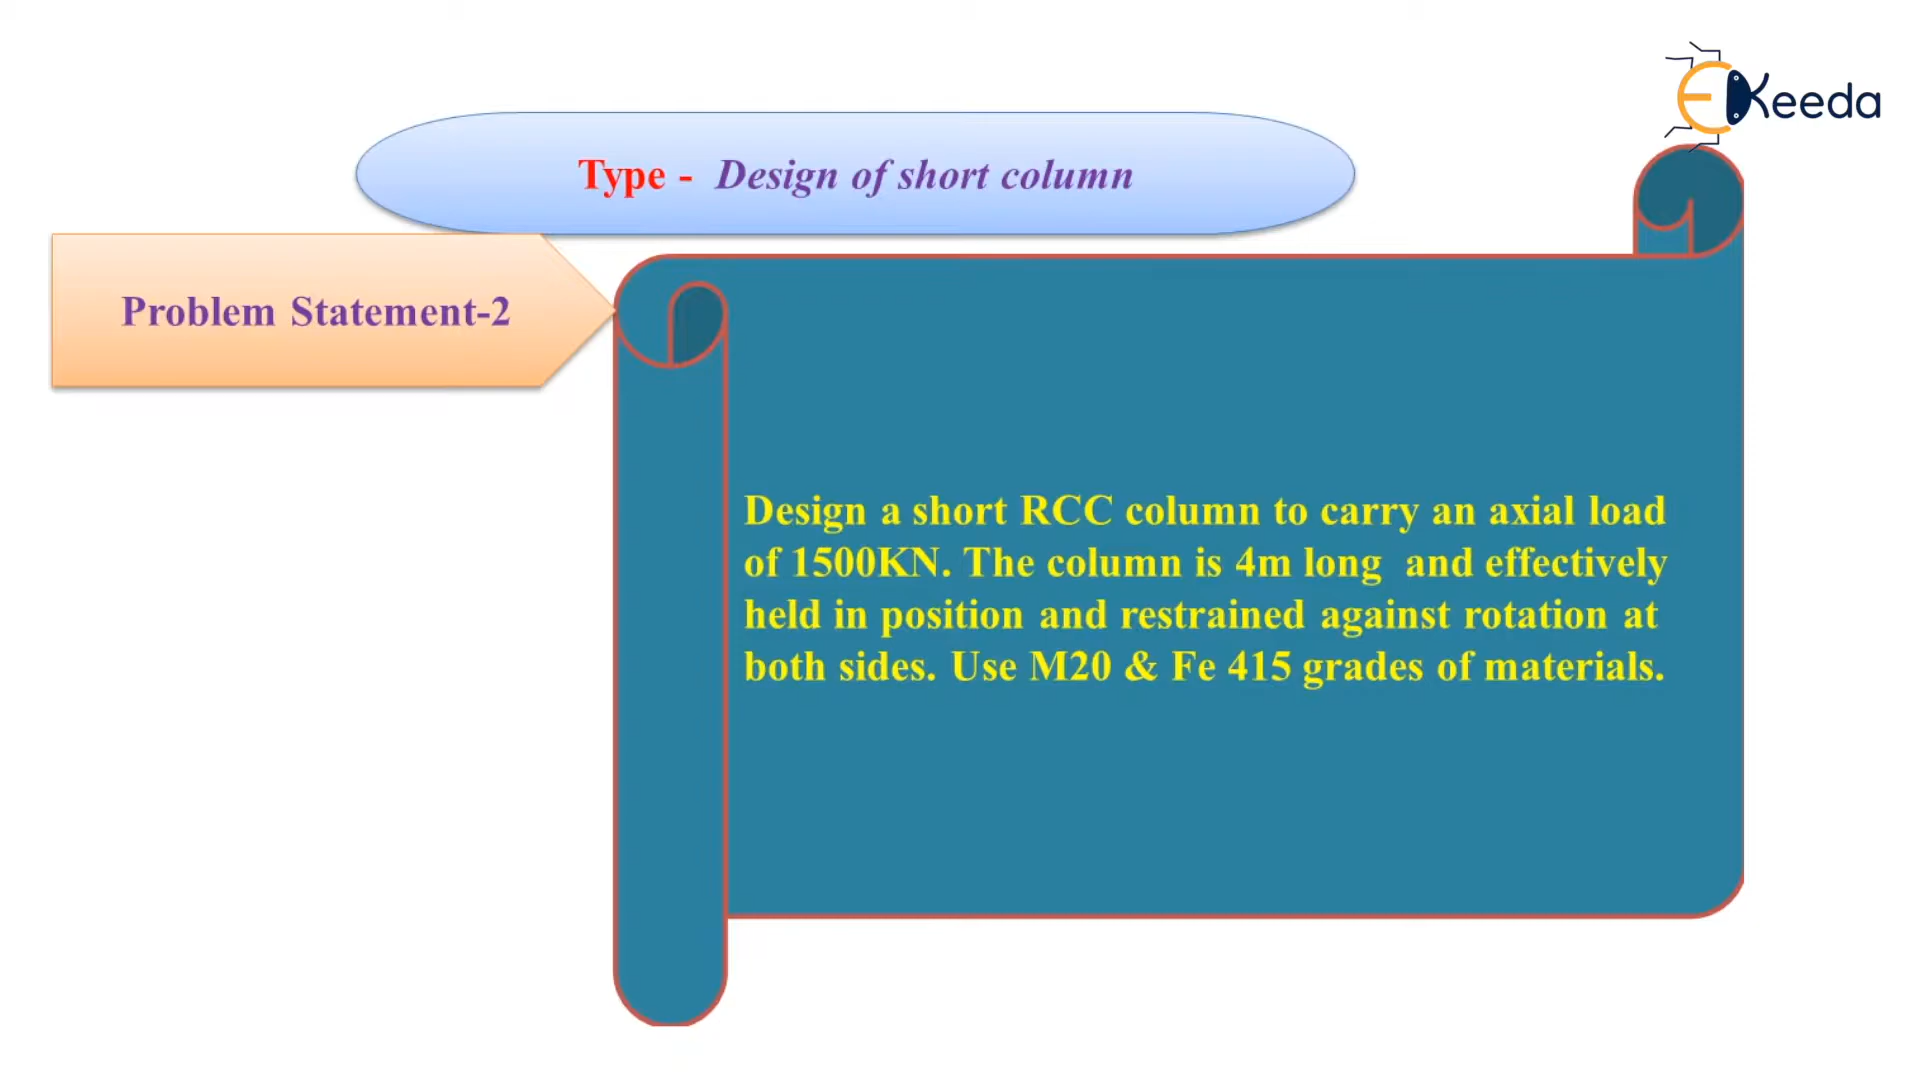 EKeeda
Type - Design of short column
Problem Statement-2
Design a short RCC column to carry an axial load
of 1500KN. The column is 4m long and effectively
held in position and restrained against rotation at
both sides. Use M20 & Fe 415 grades of materials.